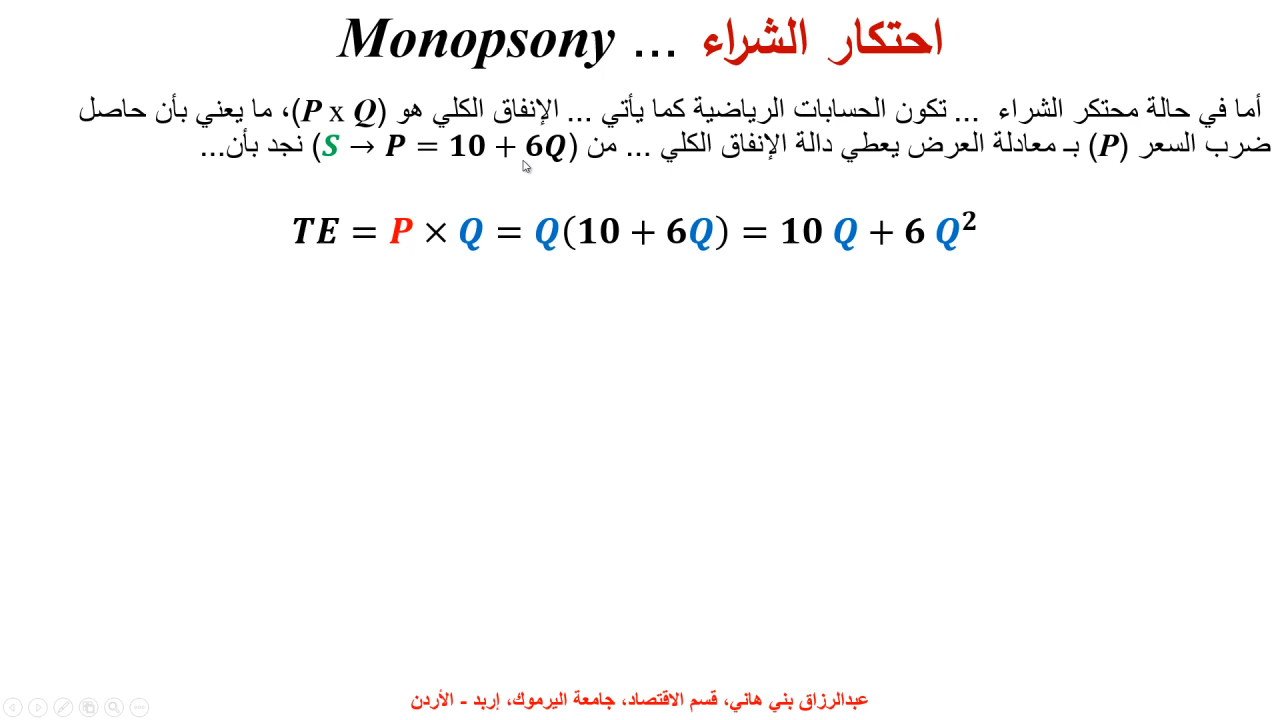 احتكار الشراء ... Monopsony
أما في حالة محتكر الشراء ... تكون الحسابات الرياضية كما يأتي ... الإنفاق الكلي هو (P x Q)، ما يعني بأن حاصل
ضرب السعر (P) بـ معادلة العرض يعطي دالة الإنفاق الكلي ... من (S → P = 10 + 6Q) نجد بأن...
TE = P × Q = Q(10 + 6Q) = 10 Q + 6 Q²
عبدالرزاق بني هاني، قسم الاقتصاد، جامعة اليرموك، إربد - الأردن